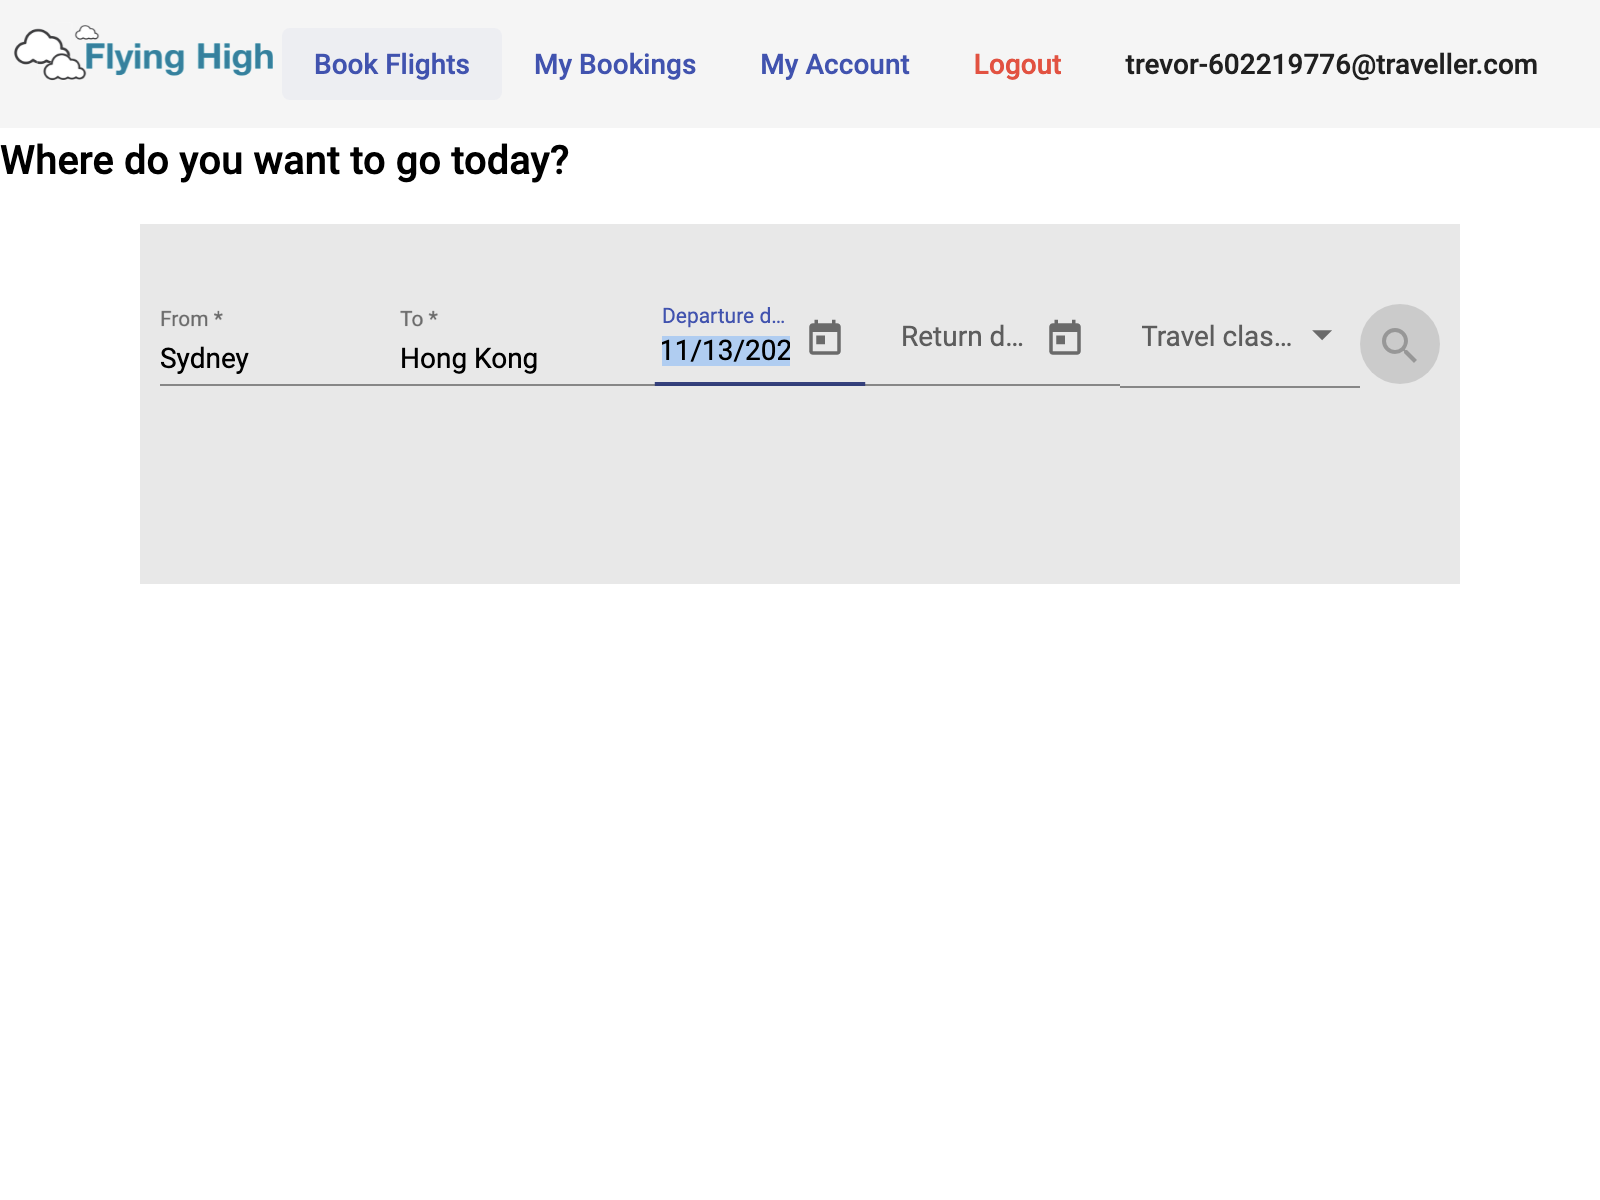 Flying High
Book Flights
My Bookings
My Account
Logout
trevor-602219776@traveller.com
Where do you want to go today?
From *
Sydney
To *
Hong Kong
Departure d...
11/13/202
Return d...
Travel clas...